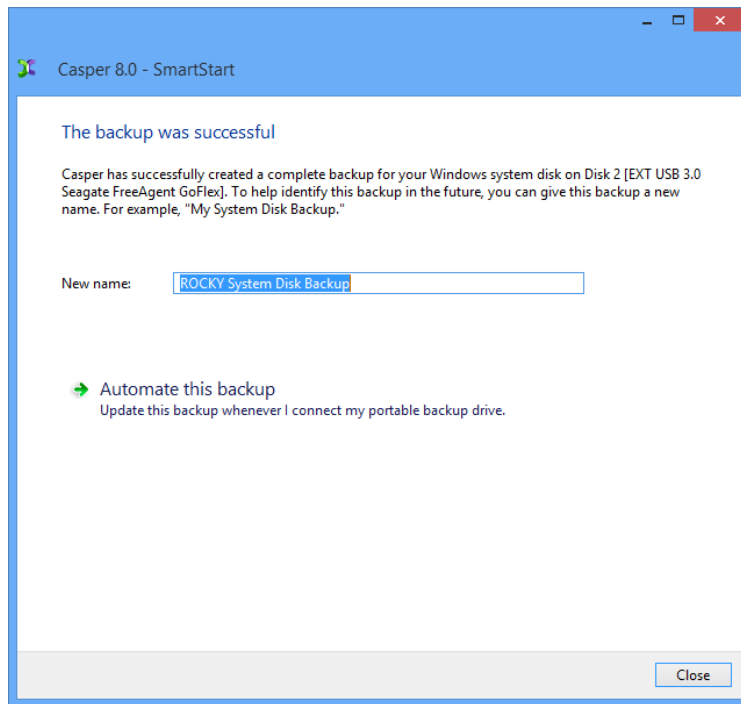 Casper 8.0 - SmartStart
The backup was successful
Casper has successfully created a complete backup for your Windows system disk on Disk 2 [EXT USB 3.0
Seagate FreeAgent GoFlex]. To help identify this backup in the future, you can give this backup a new
name. For example, "My System Disk Backup."
New name: ROCKY System Disk Backup
Automate this backup
Update this backup whenever I connect my portable backup drive.
Close